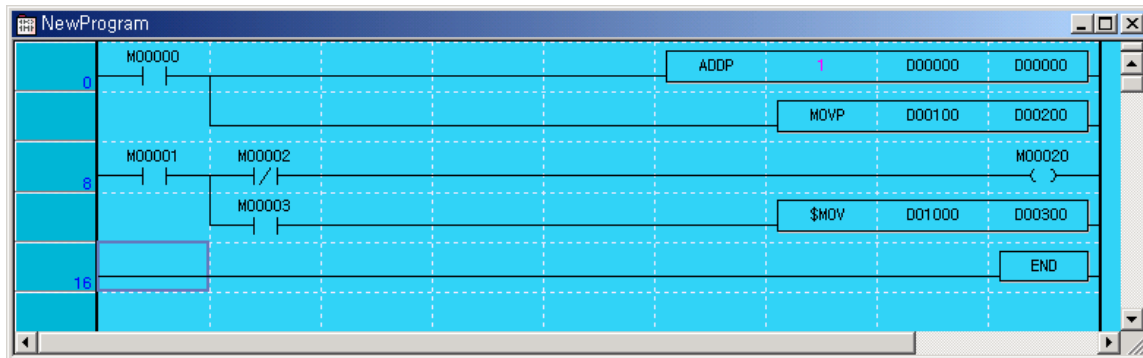 NewProgram
M00000
0 ADDP 1 D00000 D00000
MOVP D00100 D00200
M00001 M00002 M00020
8
M00003
$MOV D01000 D00300
END
16